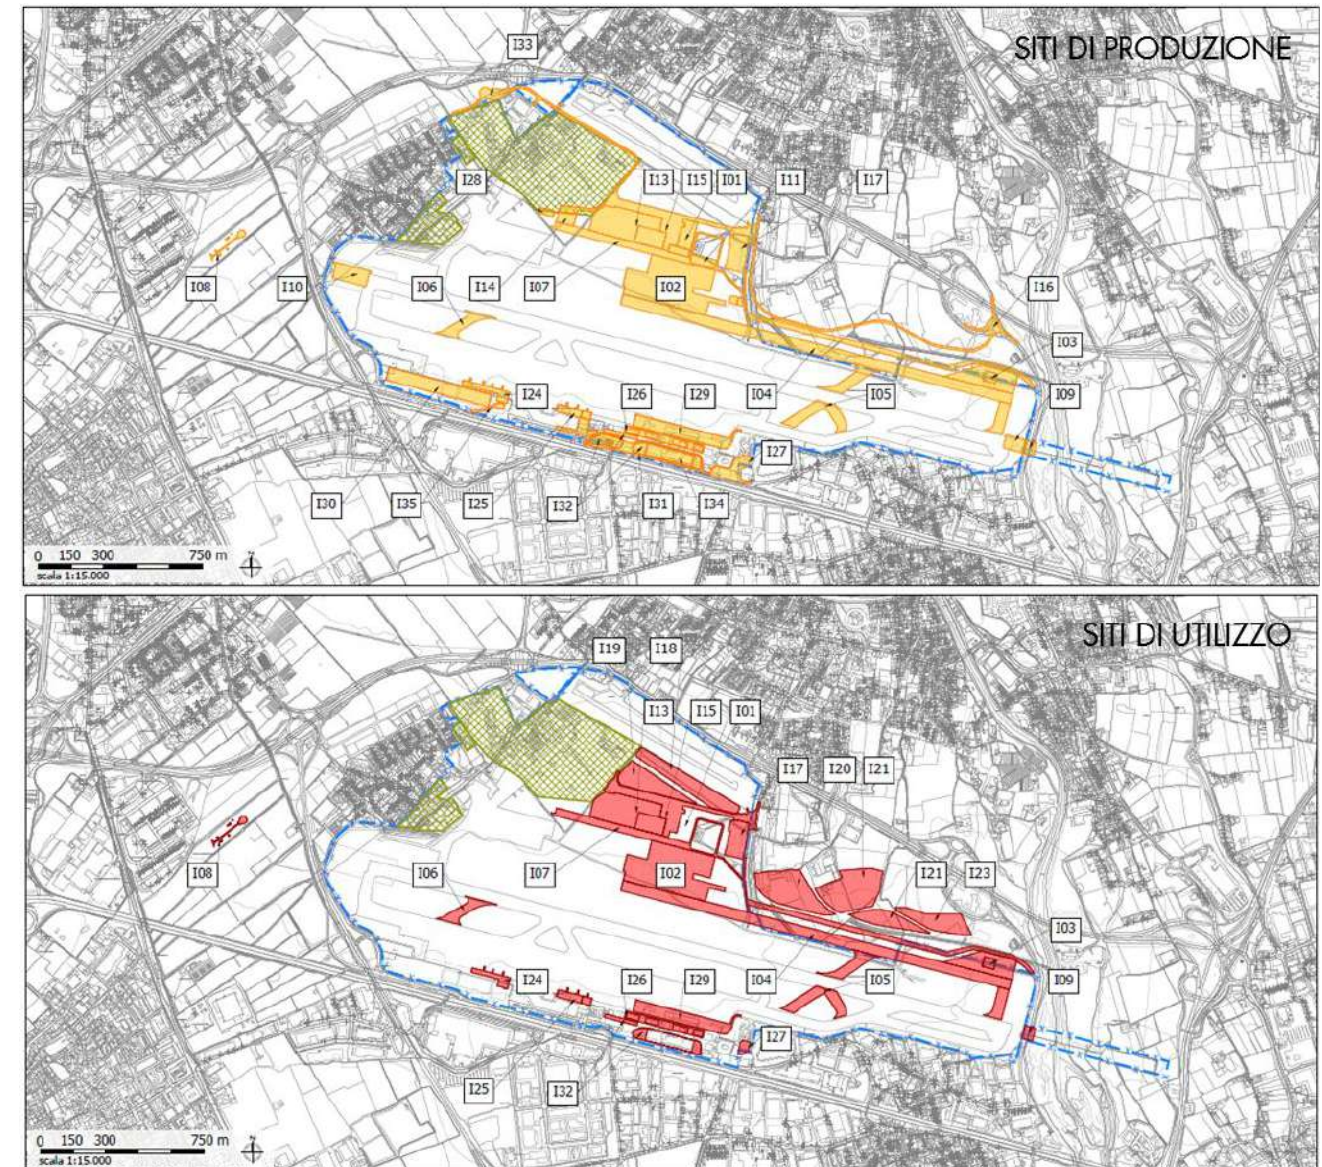 SITI DI PRODUZIONE
I33
I28
I13 I15 I01 I11 I17
I08 I10 I06 I14 I07 I02 I16
I03
I24 I26 I29 I04 I05 I09
I27
I30 I35 I25 I32 I31 I34
0 150 300 750 m
scala 1:15.000
SITI DI UTILIZZO
I19 I18
I13 I15 I01
I17 I20 I21
I08 I06 I07 I02 I21 I23
I03
I24 I26 I29 I04 I05 I09
I27
I25 I32
0 150 300 750 m
scala 1:15.000